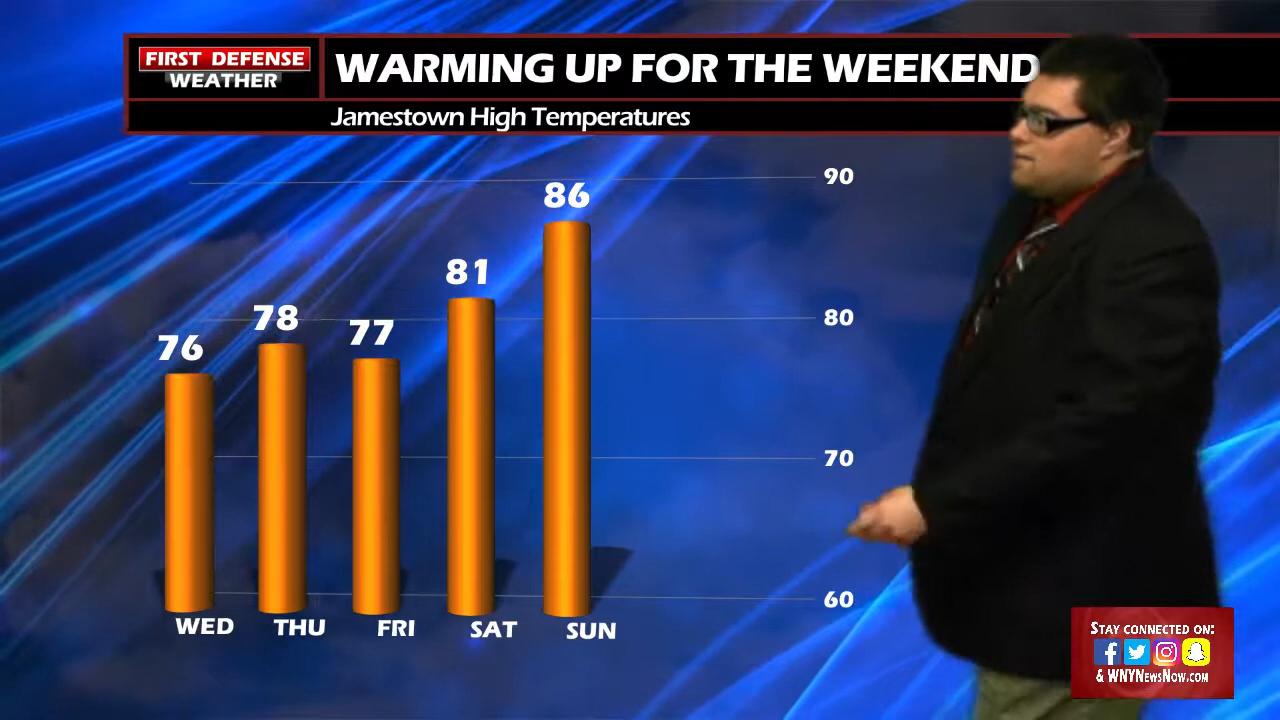 FIRST DEFENSE
WEATHER
WARMING UP FOR THE WEEKEND
Jamestown High Temperatures
90
86
81
80
78
77
76
70
60
WED THU FRI SAT SUN
STAY CONNECTED ON:
& WNYNEWSNOW.COM